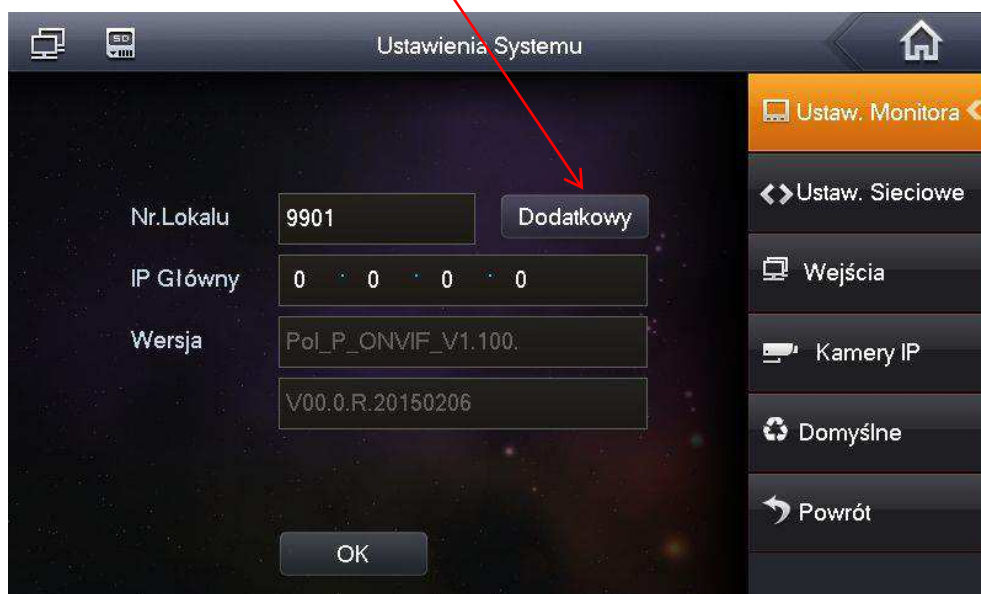 SD
Ustawienia Systemu
Ustaw. Monitora
Nr.Lokalu 9901 Dodatkowy
Ustaw. Sieciowe
IP Główny 0 . 0 . 0 . 0
Wejścia
Wersja Pol_P_ONVIF_V1.100.
Kamery IP
V00.0.R.20150206
Domyślne
Powrót
OK